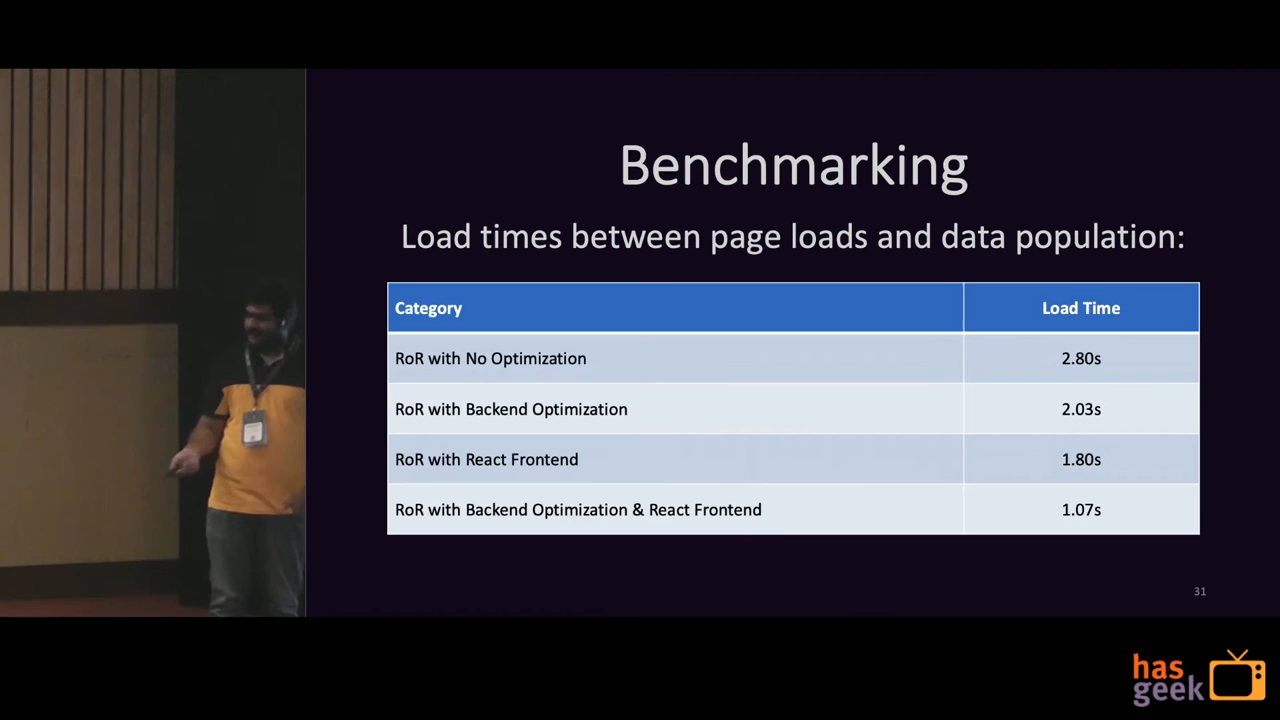 Benchmarking
Load times between page loads and data population:
Category Load Time
RoR with No Optimization 2.80s
RoR with Backend Optimization 2.03s
RoR with React Frontend 1.80s
RoR with Backend Optimization & React Frontend 1.07s
31
has
geek